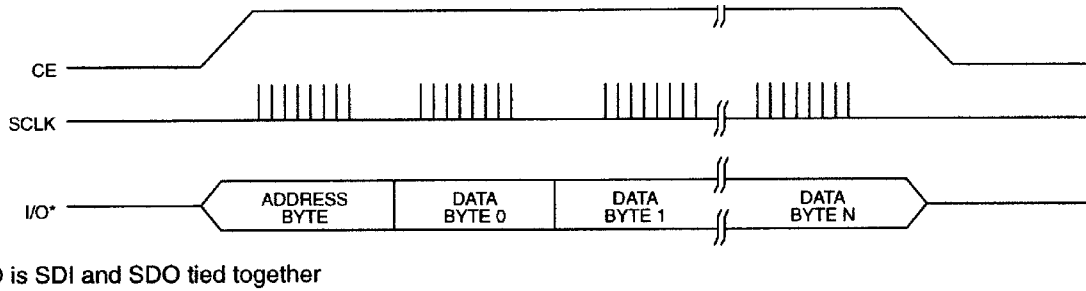 CE
SCLK
I/O*
ADDRESS
BYTE
DATA
BYTE 0
DATA
BYTE 1
DATA
BYTE N
is SDI and SDO tied together